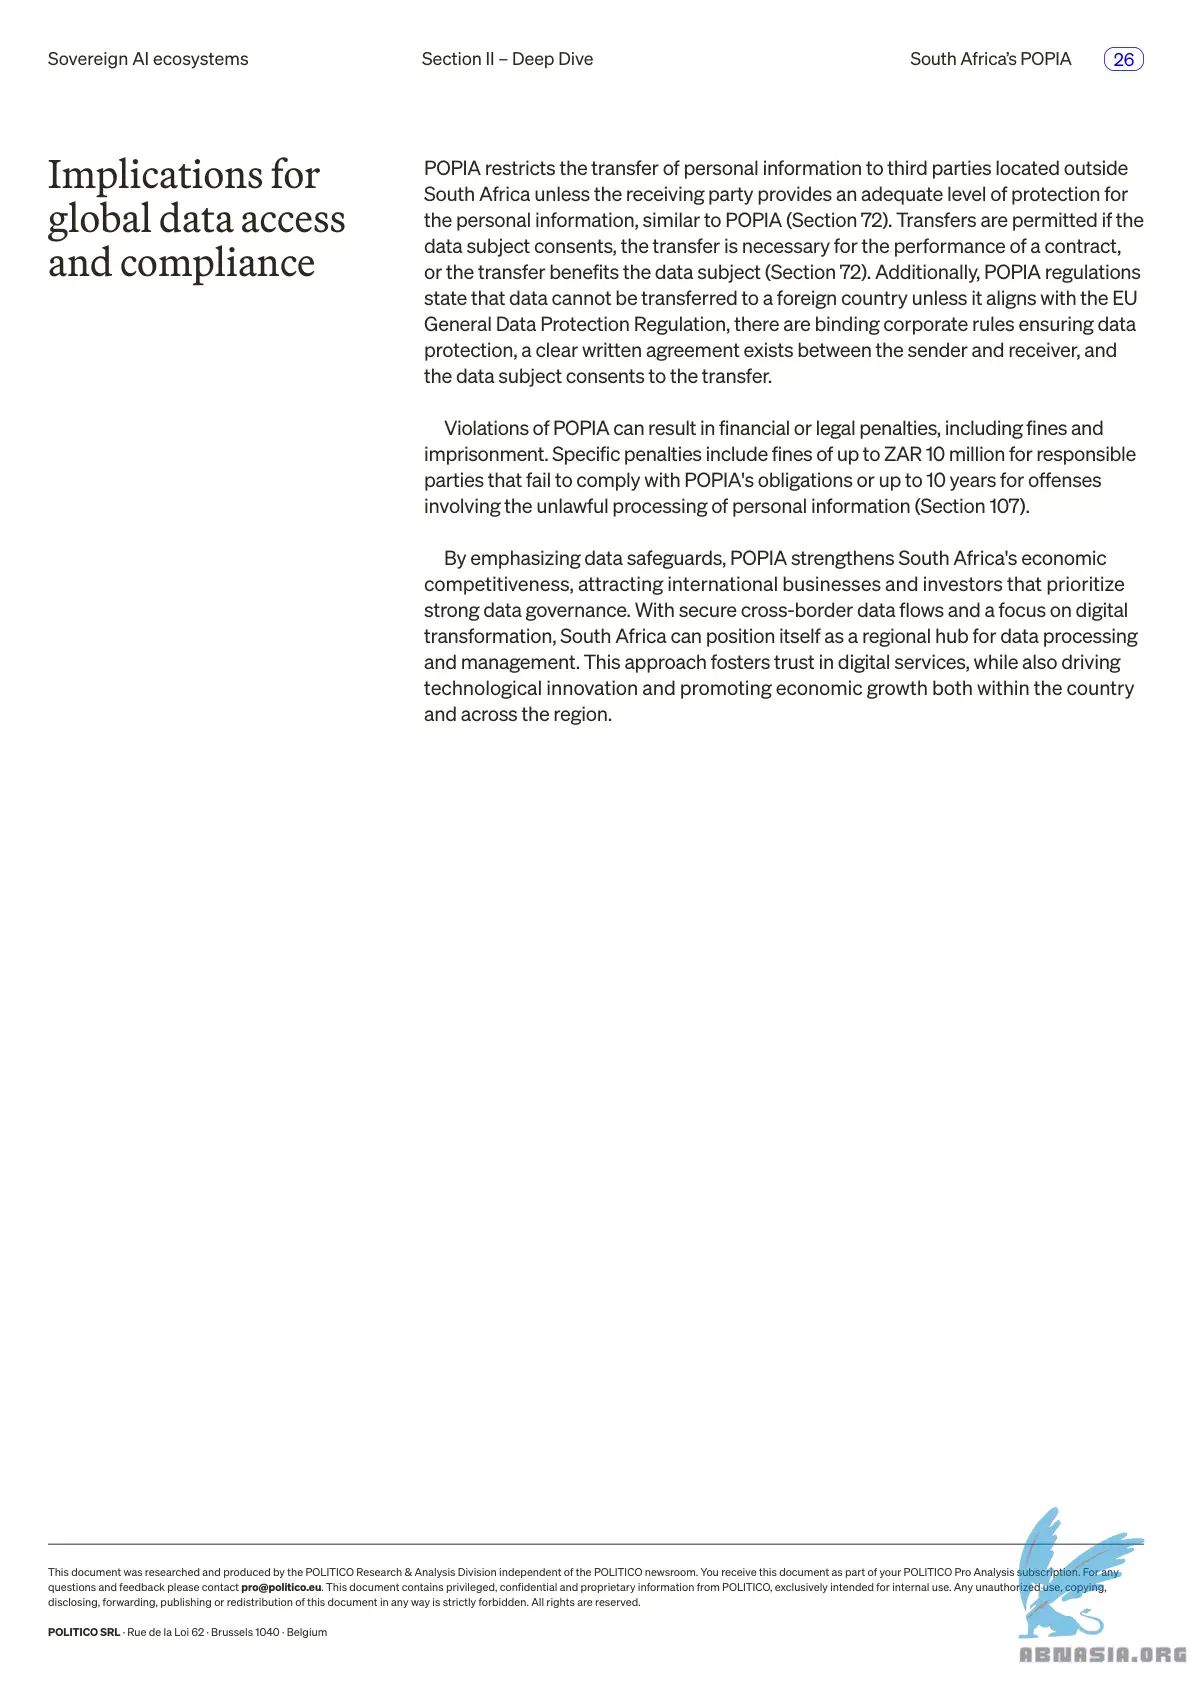 Sovereign AI ecosystems
Section II – Deep Dive
South Africa’s POPIA
26
Implications for
global data access
and compliance
POPIA restricts the transfer of personal information to third parties located outside
South Africa unless the receiving party provides an adequate level of protection for
the personal information, similar to POPIA (Section 72). Transfers are permitted if the
data subject consents, the transfer is necessary for the performance of a contract,
or the transfer benefits the data subject (Section 72). Additionally, POPIA regulations
state that data cannot be transferred to a foreign country unless it aligns with the EU
General Data Protection Regulation, there are binding corporate rules ensuring data
protection, a clear written agreement exists between the sender and receiver, and
the data subject consents to the transfer.
Violations of POPIA can result in financial or legal penalties, including fines and
imprisonment. Specific penalties include fines of up to ZAR 10 million for responsible
parties that fail to comply with POPIA's obligations or up to 10 years for offenses
involving the unlawful processing of personal information (Section 107).
By emphasizing data safeguards, POPIA strengthens South Africa's economic
competitiveness, attracting international businesses and investors that prioritize
strong data governance. With secure cross-border data flows and a focus on digital
transformation, South Africa can position itself as a regional hub for data processing
and management. This approach fosters trust in digital services, while also driving
technological innovation and promoting economic growth both within the country
and across the region.
This document was researched and produced by the POLITICO Research & Analysis Division independent of the POLITICO newsroom. You receive this document as part of your POLITICO Pro Analysis subscription. For any
questions and feedback please contact pro@politico.eu. This document contains privileged, confidential and proprietary information from POLITICO, exclusively intended for internal use. Any unauthorized use, copying,
disclosing, forwarding, publishing or redistribution of this document in any way is strictly forbidden. All rights are reserved.
POLITICO SRL · Rue de la Loi 62 · Brussels 1040 · Belgium
ABNASIA.ORG